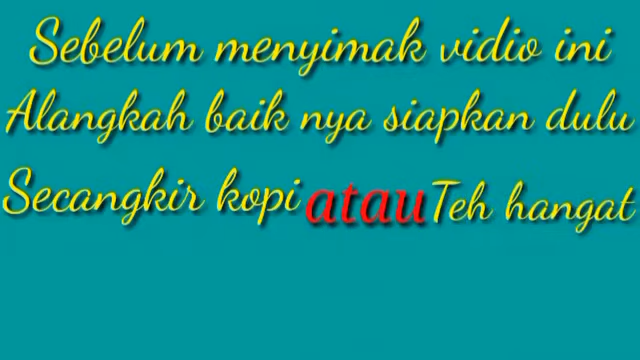 Sebelum menyimak vidio ini
Alangkah baik nya siapkan dulu
Secangkir kopi atau Teh hangat